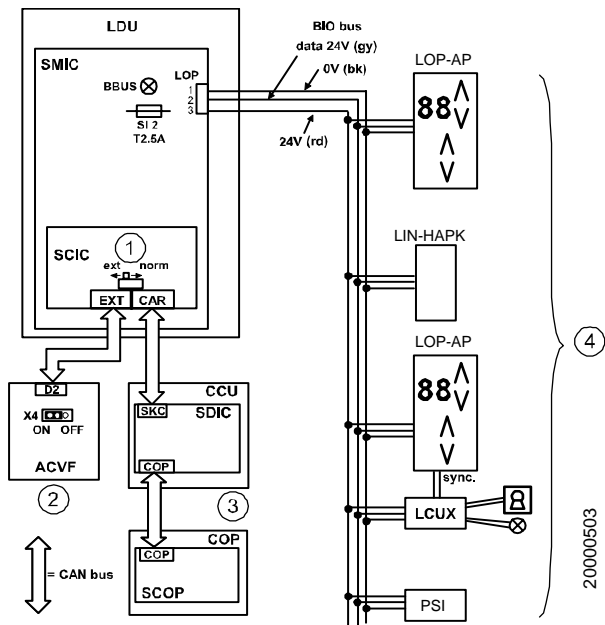 LDU
SMIC
BBUS
LOP
1
2
3
SI 2
T2.5A
BIO bus
data 24V (gy)
0V (bk)
24V (rd)
SCIC
1
ext norm
EXT CAR
D2
X4
ON OFF
ACVF
2
CCU
SKC
SDIC
COP
3
COP
COP
SCOP
= CAN bus
LOP-AP
88
LIN-HAPK
LOP-AP
88
sync.
LCUX
PSI
4
20000503